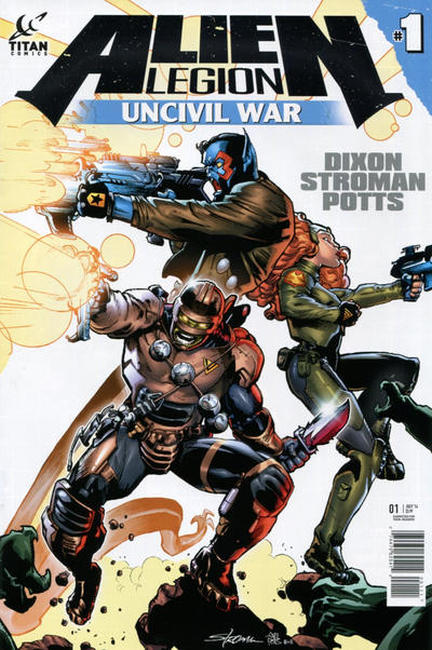 TITAN
COMICS
ALIEN
LEGION
UNCIVIL WAR
#1
DIXON
STROMAN
POTTS
01